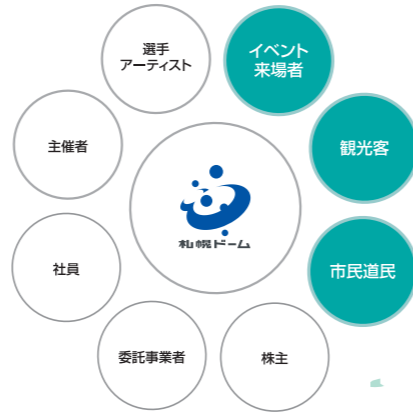 選手
アーティスト
イベント
来場者
主催者
観光客
札幌ドーム
社員
市民道民
委託事業者
株主